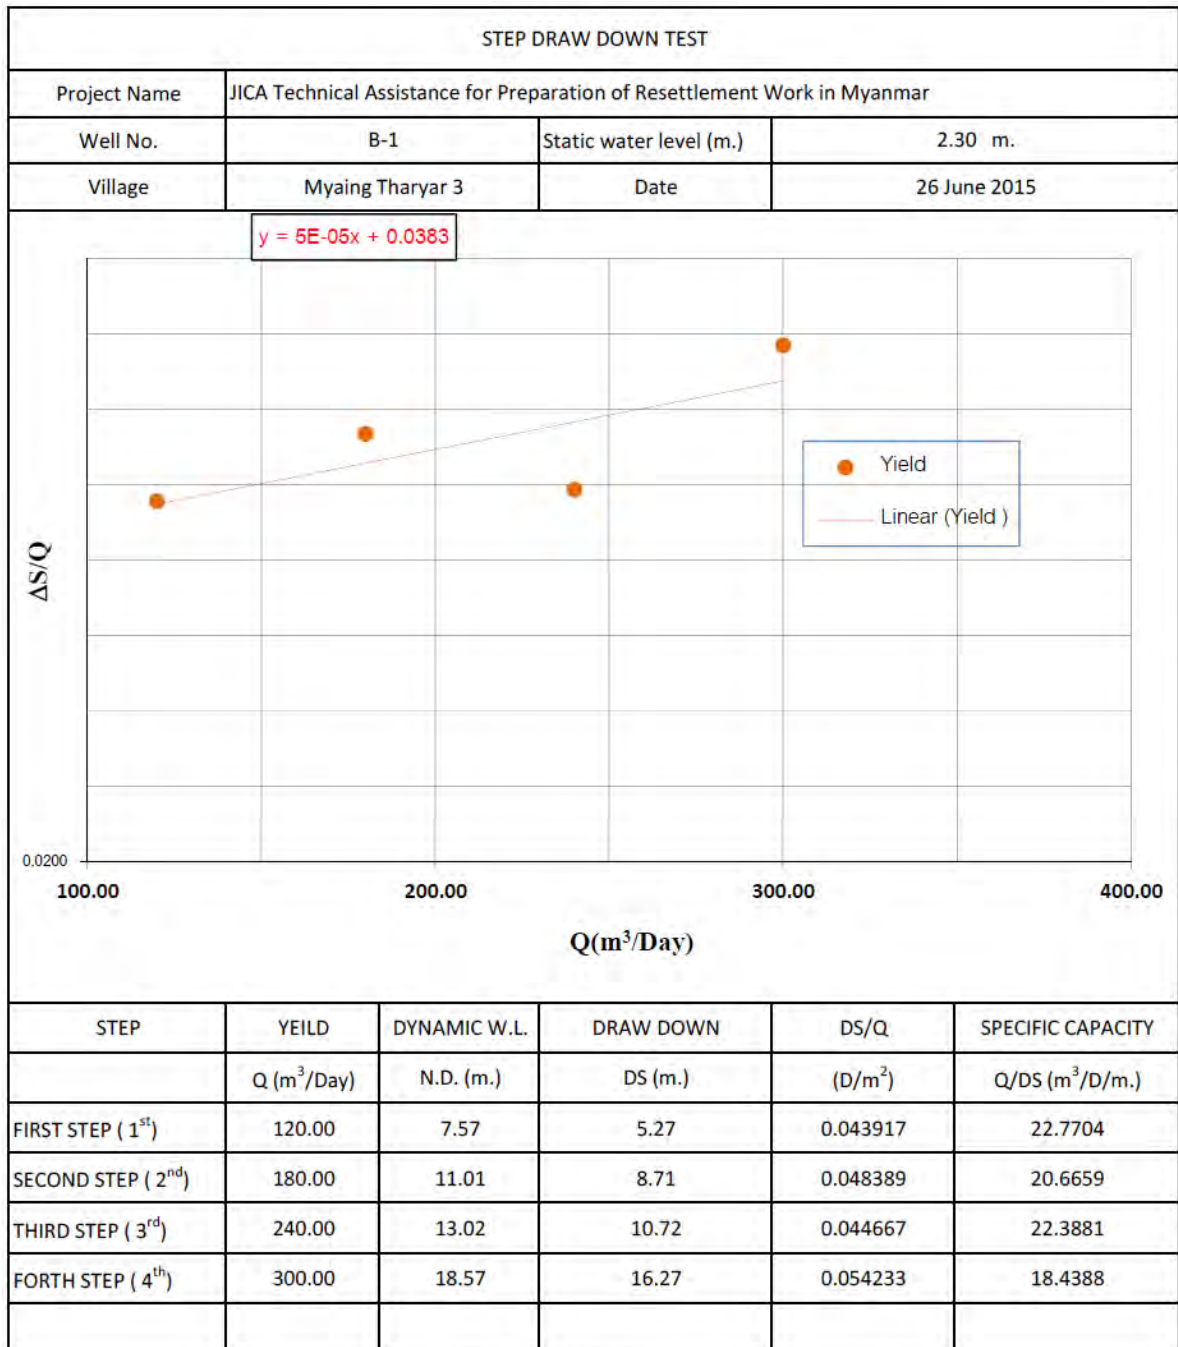 STEP DRAW DOWN TEST
Project Name JICA Technical Assistance for Preparation of Resettlement Work in Myanmar
Well No. B-1 Static water level (m.) 2.30 m.
Village Myaing Tharyar 3 Date 26 June 2015
y = 5E-05x + 0.0383
Yield
Linear (Yield )
ΔS/Q
0.0200
100.00 200.00 300.00 400.00
Q(m³/Day)
STEP YEILD DYNAMIC W.L. DRAW DOWN DS/Q SPECIFIC CAPACITY
Q (m³/Day) N.D. (m.) DS (m.) (D/m²) Q/DS (m³/D/m.)
FIRST STEP ( 1st) 120.00 7.57 5.27 0.043917 22.7704
SECOND STEP ( 2nd) 180.00 11.01 8.71 0.048389 20.6659
THIRD STEP ( 3rd) 240.00 13.02 10.72 0.044667 22.3881
FORTH STEP ( 4th) 300.00 18.57 16.27 0.054233 18.4388